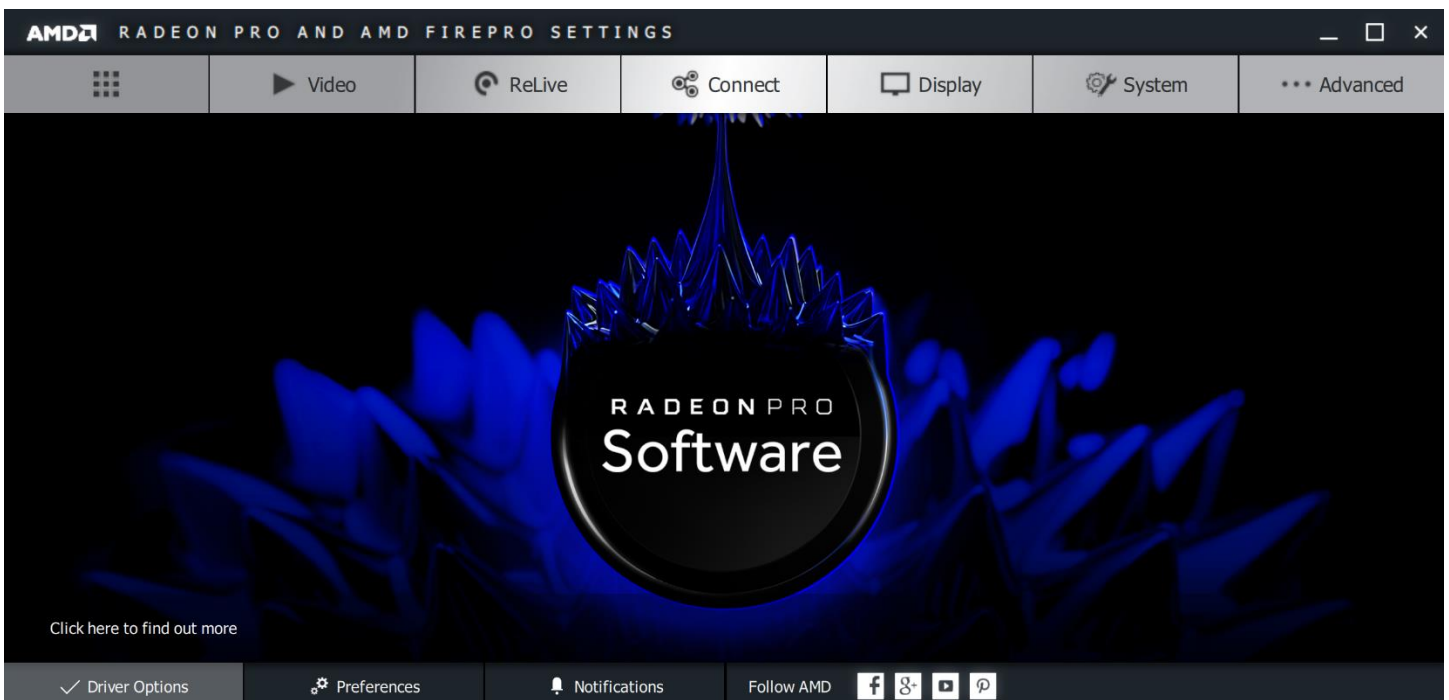 AMD RADEON PRO AND AMD FIREPRO SETTINGS
Video ReLive Connect Display System Advanced
RADEON PRO
Software
Click here to find out more
Driver Options Preferences Notifications Follow AMD f g+